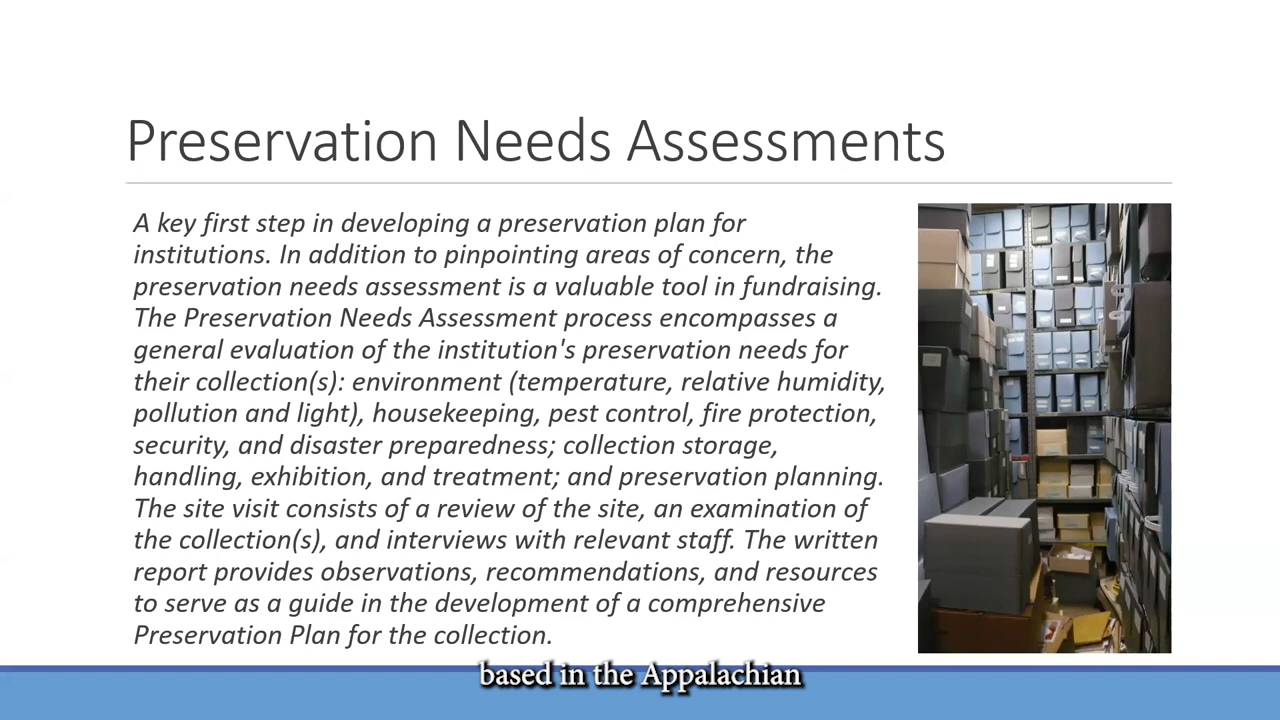 Preservation Needs Assessments
A key first step in developing a preservation plan for
institutions. In addition to pinpointing areas of concern, the
preservation needs assessment is a valuable tool in fundraising.
The Preservation Needs Assessment process encompasses a
general evaluation of the institution's preservation needs for
their collection(s): environment (temperature, relative humidity,
pollution and light), housekeeping, pest control, fire protection,
security, and disaster preparedness; collection storage,
handling, exhibition, and treatment; and preservation planning.
The site visit consists of a review of the site, an examination of
the collection(s), and interviews with relevant staff. The written
report provides observations, recommendations, and resources
to serve as a guide in the development of a comprehensive
Preservation Plan for the collection.
based in the Appalachian